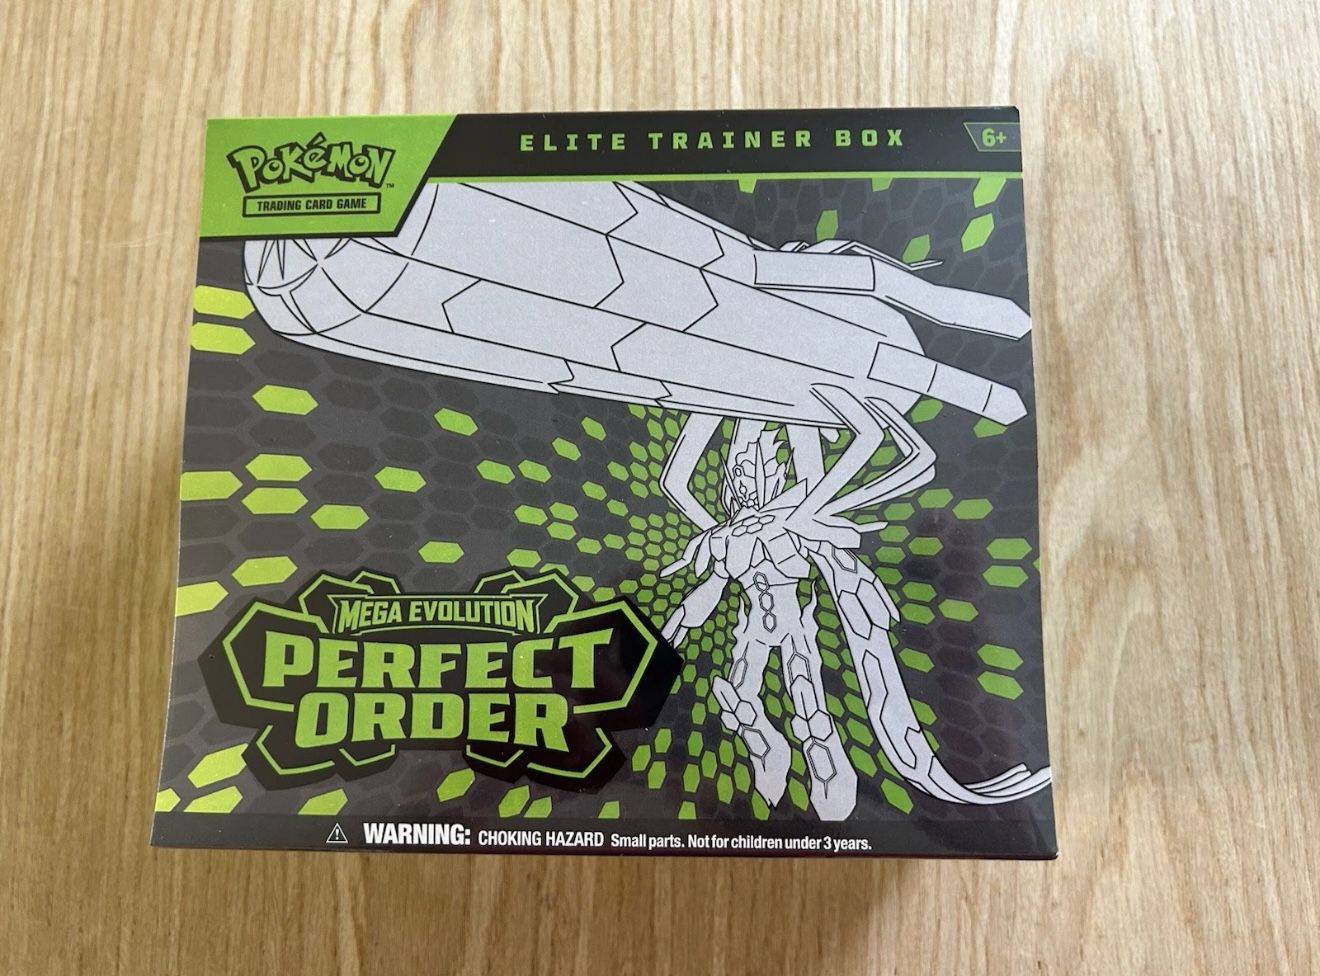 POKéMON
TM
TRADING CARD GAME
ELITE TRAINER BOX
6+
MEGA EVOLUTION
PERFECT
ORDER
WARNING: CHOKING HAZARD Small parts. Not for children under 3 years.